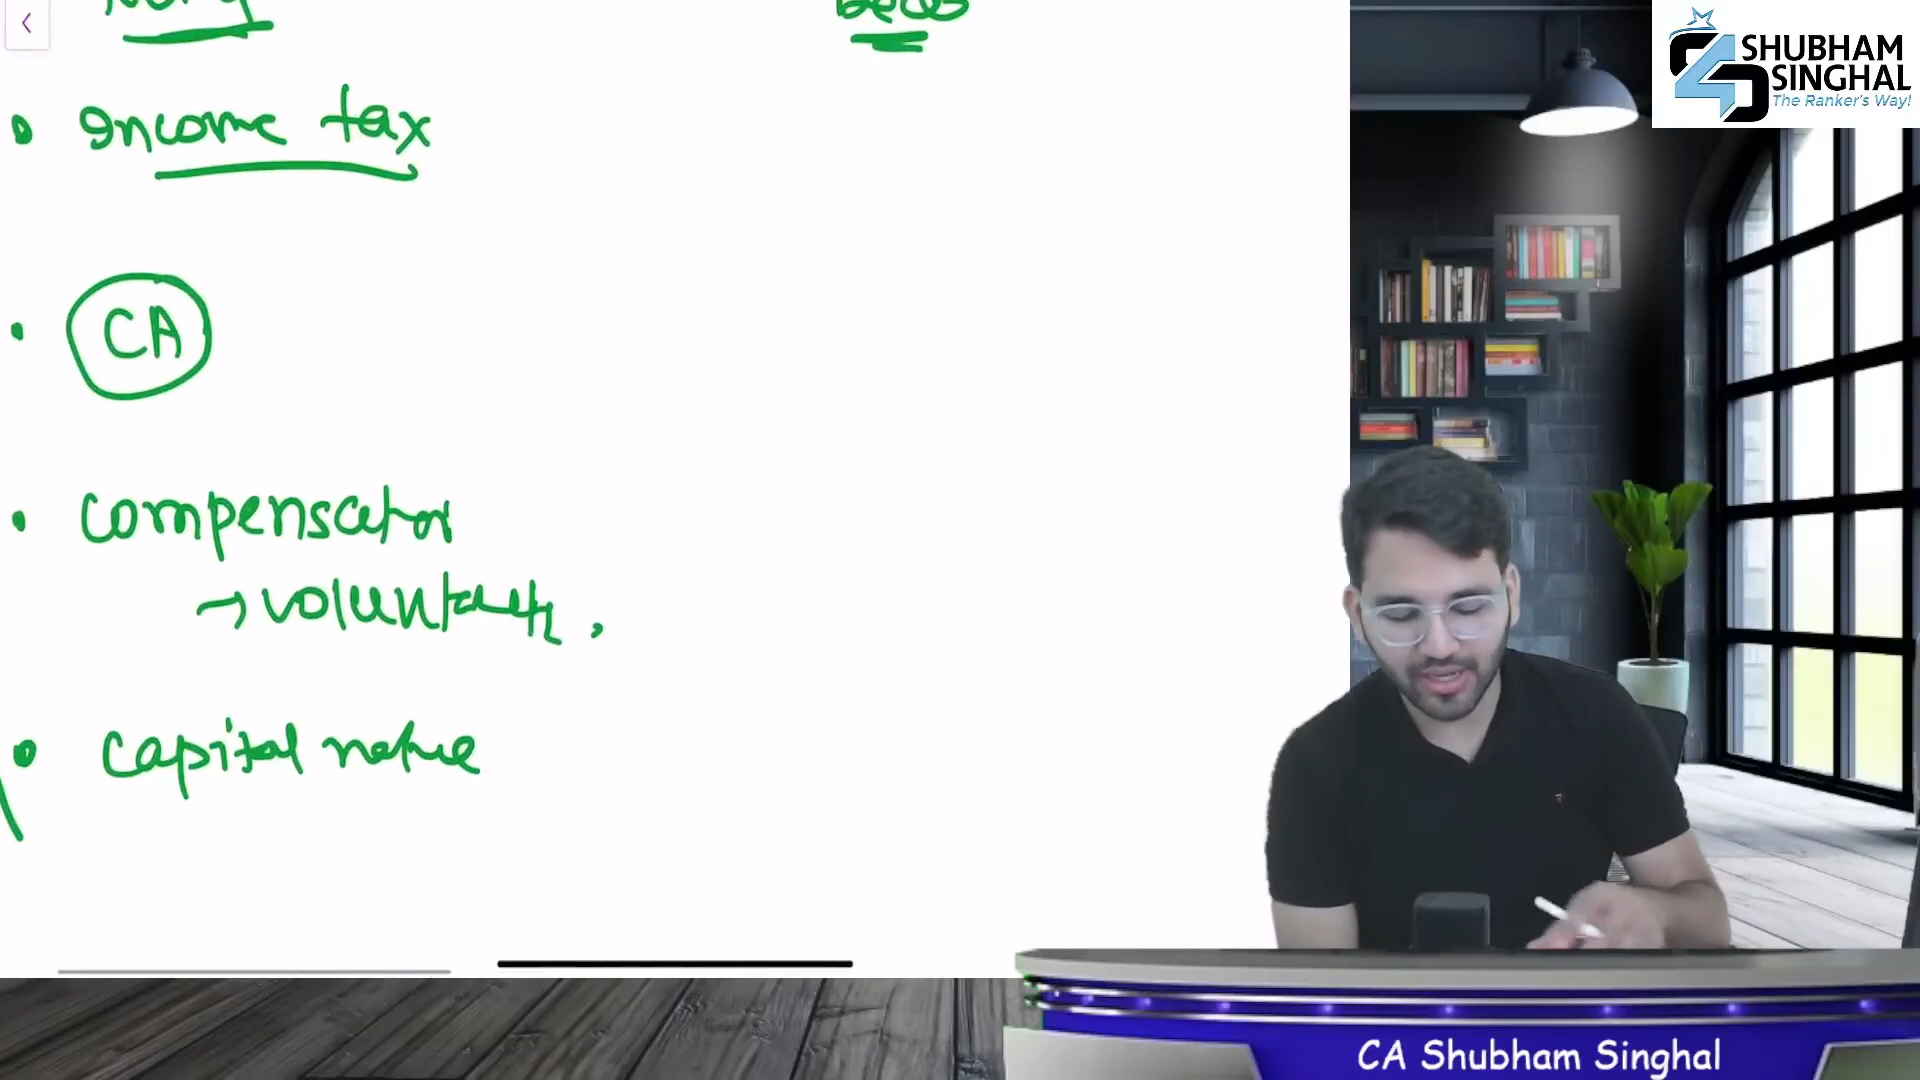 Income tax
CA
compensation
→ voluntary,
capital nature
SHUBHAM
SINGHAL
The Ranker's Way!
CA Shubham Singhal